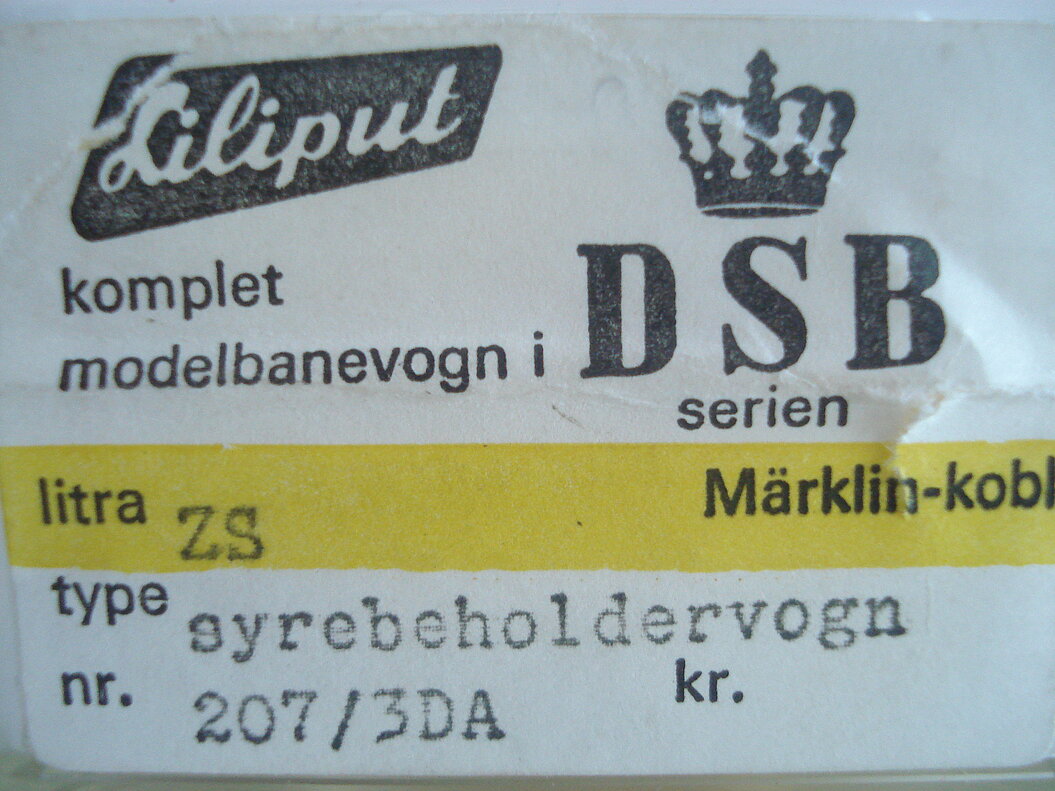 Liliput
komplet
modelbanevogn i DSB
serien
litra ZS Märklin-kobl
type syrebeholdervogn
nr. 207/3DA kr.